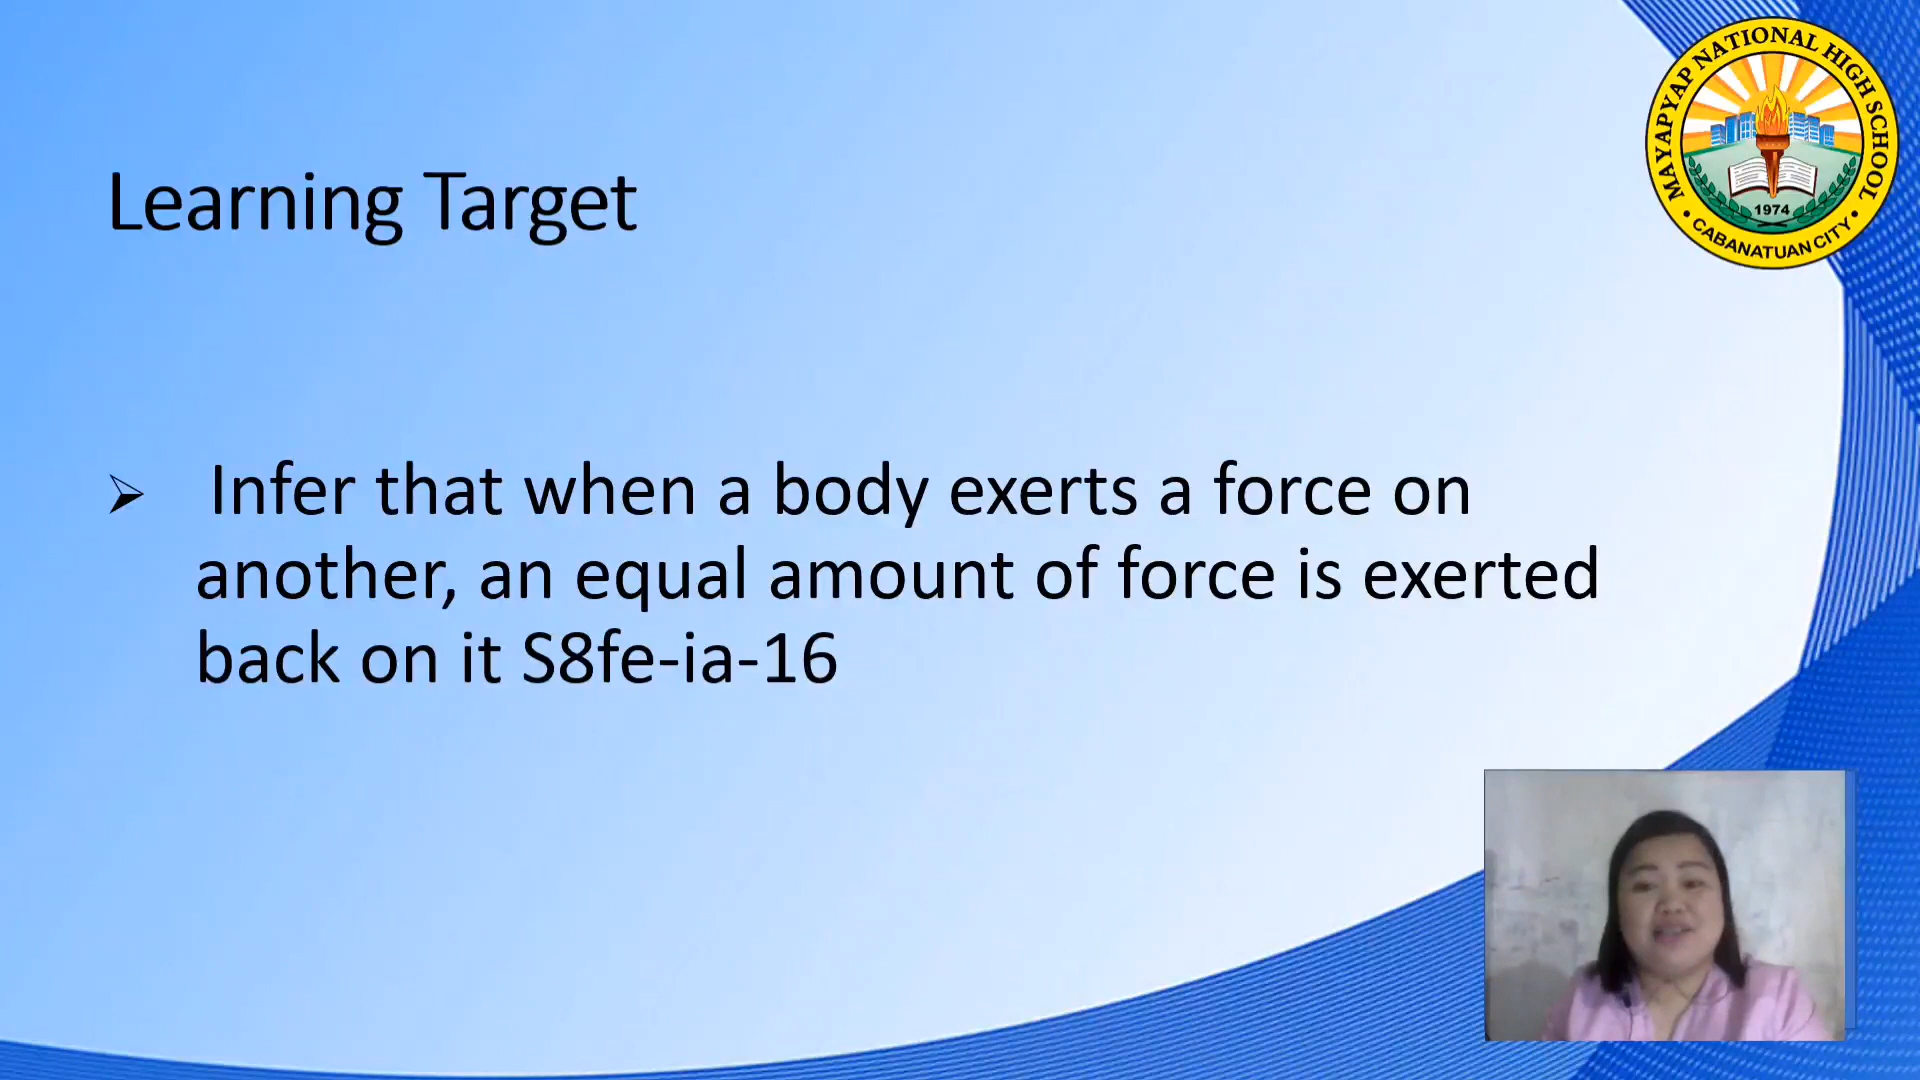 MAYAPYAP NATIONAL HIGH SCHOOL
1974
• CABANATUAN CITY •
Learning Target
➢ Infer that when a body exerts a force on
another, an equal amount of force is exerted
back on it S8fe-ia-16